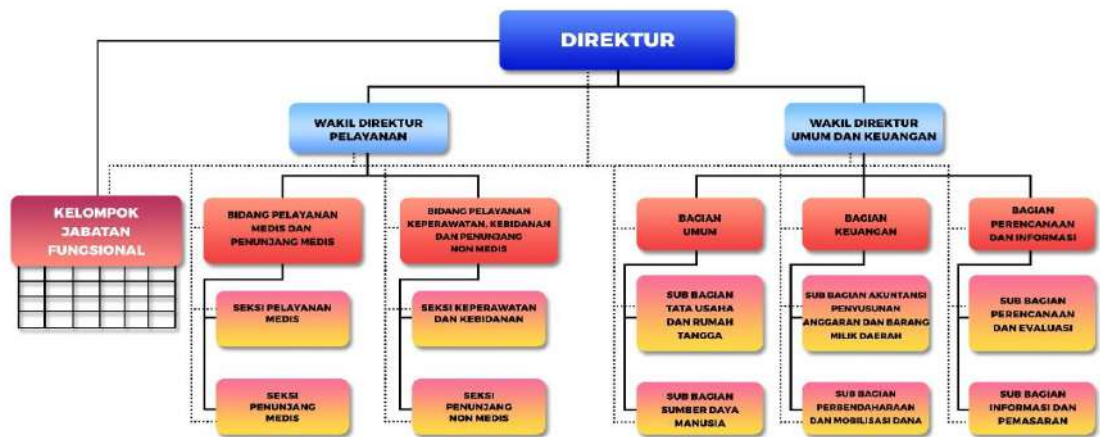 DIREKTUR
WAKIL DIREKTUR
PELAYANAN
WAKIL DIREKTUR
UMUM DAN KEUANGAN
KELOMPOK
JABATAN
FUNGSIONAL
BIDANG PELAYANAN
MEDIS DAN
PENUNJANG MEDIS
BIDANG PELAYANAN
KEPERAWATAN, KEBIDANAN
DAN PENUNJANG
NON MEDIS
BAGIAN
UMUM
BAGIAN
KEUANGAN
BAGIAN
PERENCANAAN
DAN INFORMASI
SEKSI PELAYANAN
MEDIS
SEKSI KEPERAWATAN
DAN KEBIDANAN
SUB BAGIAN
TATA USAHA
DAN RUMAH
TANGGA
SUB BAGIAN AKUNTANSI
PENYUSUNAN
ANGGARAN DAN BARANG
MILIK DAERAH
SUB BAGIAN
PERENCANAAN
DAN EVALUASI
SEKSI
PENUNJANG
MEDIS
SEKSI
PENUNJANG
NON MEDIS
SUB BAGIAN
SUMBER DAYA
MANUSIA
SUB BAGIAN
PERBENDAHARAAN
DAN MOBILISASI DANA
SUB BAGIAN
INFORMASI DAN
PEMASARAN